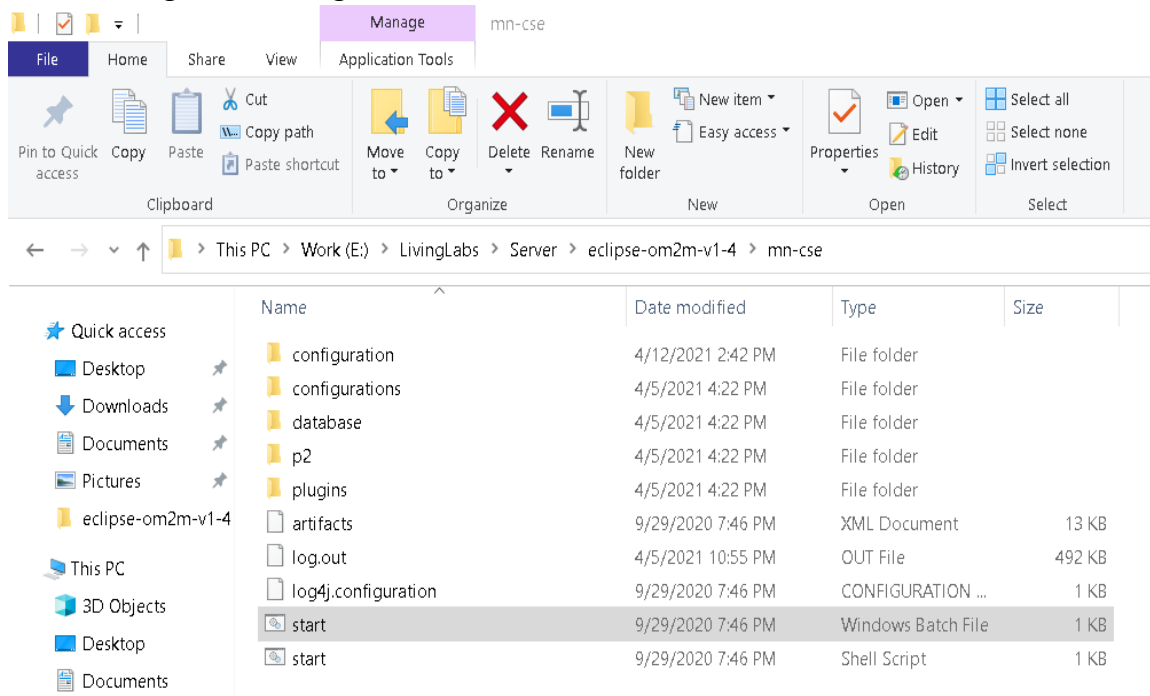 Manage mn-cse
File Home Share View Application Tools
Pin to Quick access
Copy
Paste
Cut
Copy path
Paste shortcut
Clipboard
Move to
Copy to
Delete
Rename
Organize
New folder
New item
Easy access
New
Properties
Open
Edit
History
Open
Select all
Select none
Invert selection
Select
This PC > Work (E:) > LivingLabs > Server > eclipse-om2m-v1-4 > mn-cse
Quick access
Desktop
Downloads
Documents
Pictures
eclipse-om2m-v1-4
This PC
3D Objects
Desktop
Documents
Name Date modified Type Size
configuration 4/12/2021 2:42 PM File folder
configurations 4/5/2021 4:22 PM File folder
database 4/5/2021 4:22 PM File folder
p2 4/5/2021 4:22 PM File folder
plugins 4/5/2021 4:22 PM File folder
artifacts 9/29/2020 7:46 PM XML Document 13 KB
log.out 4/5/2021 10:55 PM OUT File 492 KB
log4j.configuration 9/29/2020 7:46 PM CONFIGURATION ... 1 KB
start 9/29/2020 7:46 PM Windows Batch File 1 KB
start 9/29/2020 7:46 PM Shell Script 1 KB